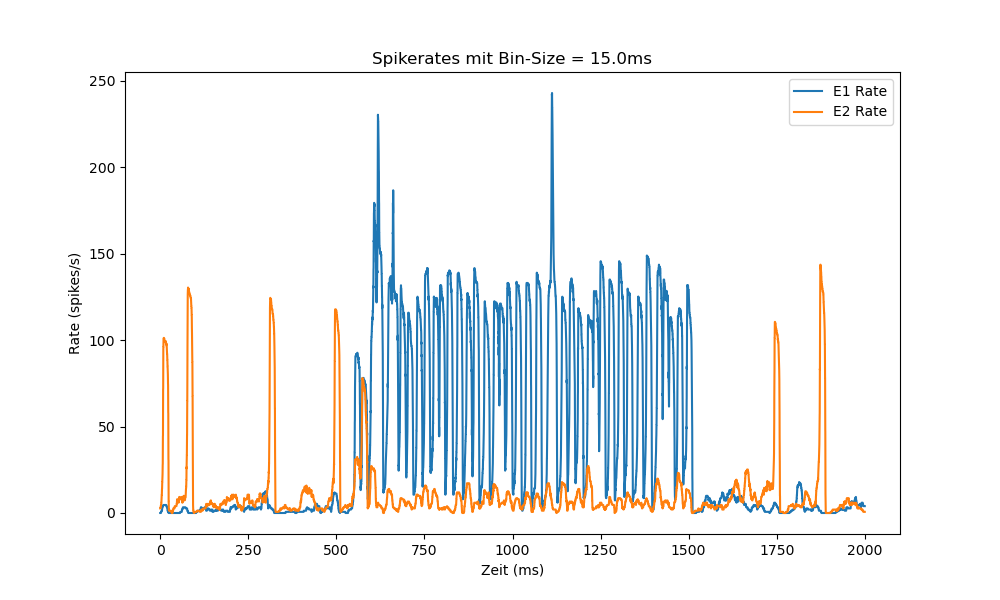 Spikerates mit Bin-Size = 15.0ms
E1 Rate
E2 Rate
Rate (spikes/s)
250
200
150
100
50
0
0 250 500 750 1000 1250 1500 1750 2000
Zeit (ms)